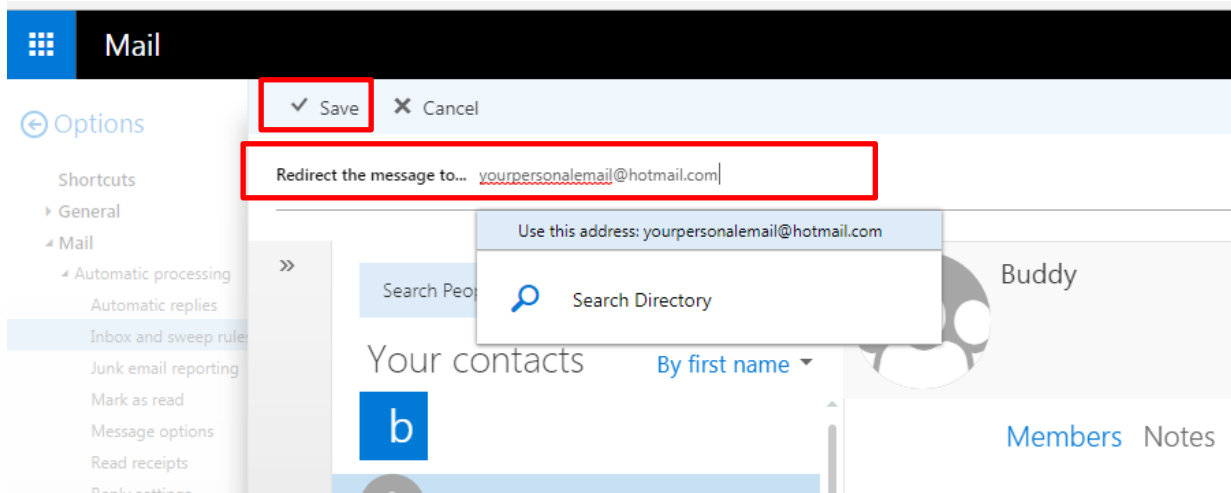 Mail
Save Cancel
Options
Redirect the message to... yourpersonalemail@hotmail.com
Shortcuts
General
Mail
Automatic processing
Automatic replies
Inbox and sweep rules
Junk email reporting
Mark as read
Message options
Read receipts
Use this address: yourpersonalemail@hotmail.com
Search Directory
Search Peop
Your contacts By first name
b
Buddy
Members Notes